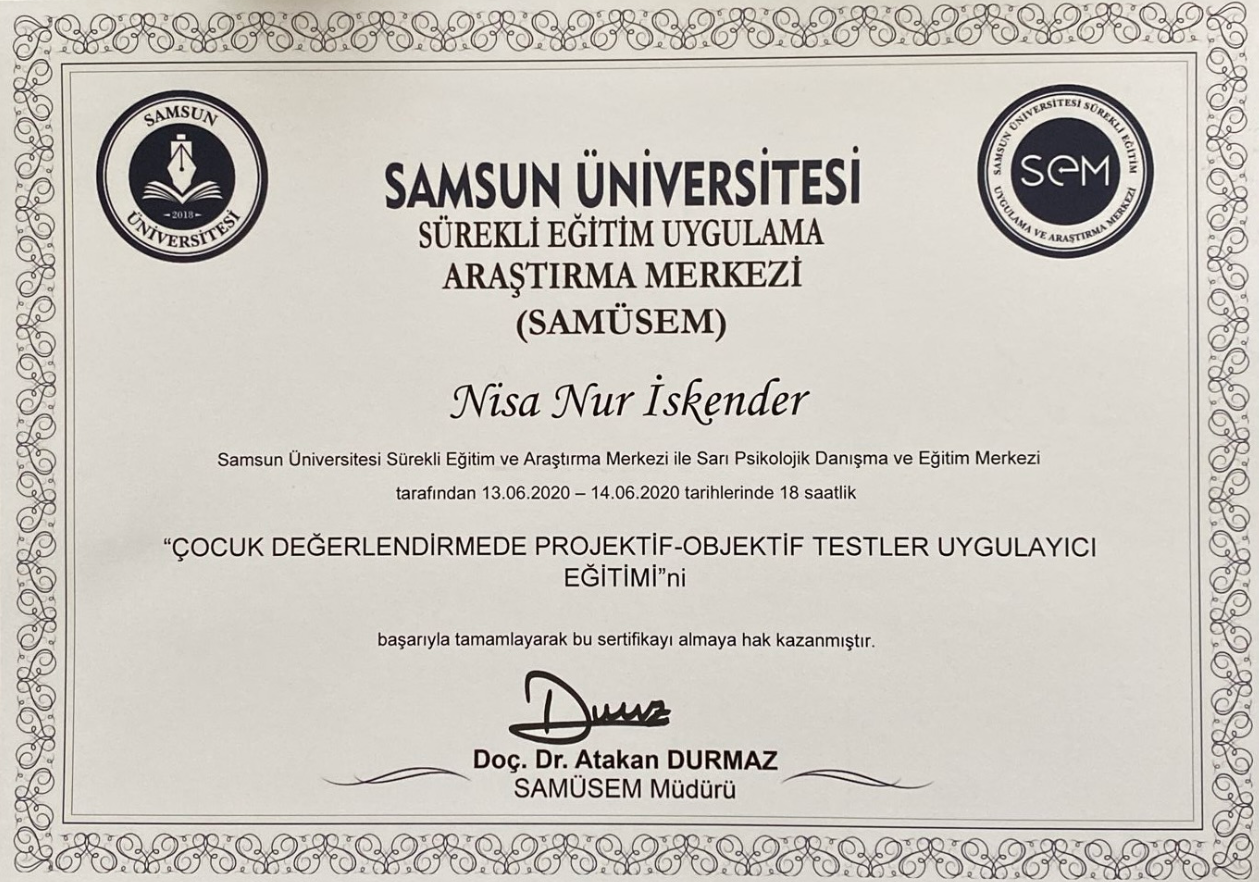 SAMSUN
ÜNİVERSİTESİ
2018
SAMSUN ÜNİVERSİTESİ SÜREKLİ EĞİTİM
UYGULAMA VE ARAŞTIRMA MERKEZİ
SEM
SAMSUN ÜNİVERSİTESİ
SÜREKLİ EĞİTİM UYGULAMA
ARAŞTIRMA MERKEZİ
(SAMÜSEM)
Nisa Nur İskender
Samsun Üniversitesi Sürekli Eğitim ve Araştırma Merkezi ile Sarı Psikolojik Danışma ve Eğitim Merkezi
tarafından 13.06.2020 – 14.06.2020 tarihlerinde 18 saatlik
“ÇOCUK DEĞERLENDİRMEDE PROJEKTİF-OBJEKTİF TESTLER UYGULAYICI
EĞİTİMİ”ni
başarıyla tamamlayarak bu sertifikayı almaya hak kazanmıştır.
Doç. Dr. Atakan DURMAZ
SAMÜSEM Müdürü